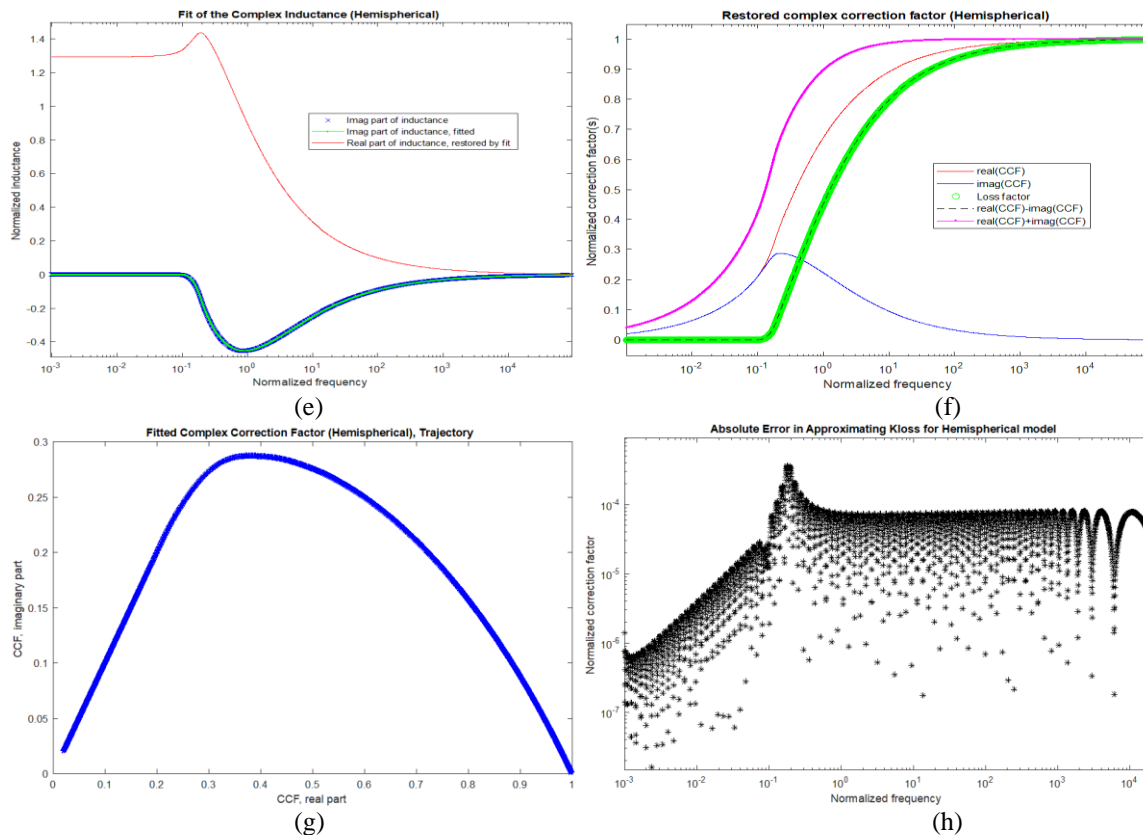 Fit of the Complex Inductance (Hemispherical)
1.4
1.2
1
0.8
0.6
0.4
0.2
0
-0.2
-0.4
Normalized inductance
Imag part of inductance
Imag part of inductance, fitted
Real part of inductance, restored by fit
10-3 10-2 10-1 100 101 102 103 104
Normalized frequency
(e)
Restored complex correction factor (Hemispherical)
1
0.9
0.8
0.7
0.6
0.5
0.4
0.3
0.2
0.1
0
Normalized correction factor(s)
real(CCF)
imag(CCF)
Loss factor
real(CCF)-imag(CCF)
real(CCF)+imag(CCF)
10-2 10-1 100 101 102 103 104
Normalized frequency
(f)
Fitted Complex Correction Factor (Hemispherical), Trajectory
0.3
0.25
0.2
0.15
0.1
0.05
0
CCF, imaginary part
0 0.1 0.2 0.3 0.4 0.5 0.6 0.7 0.8 0.9 1
CCF, real part
(g)
Absolute Error in Approximating Kloss for Hemispherical model
10-4
10-5
10-6
10-7
Normalized correction factor
10-3 10-2 10-1 100 101 102 103 104
Normalized frequency
(h)